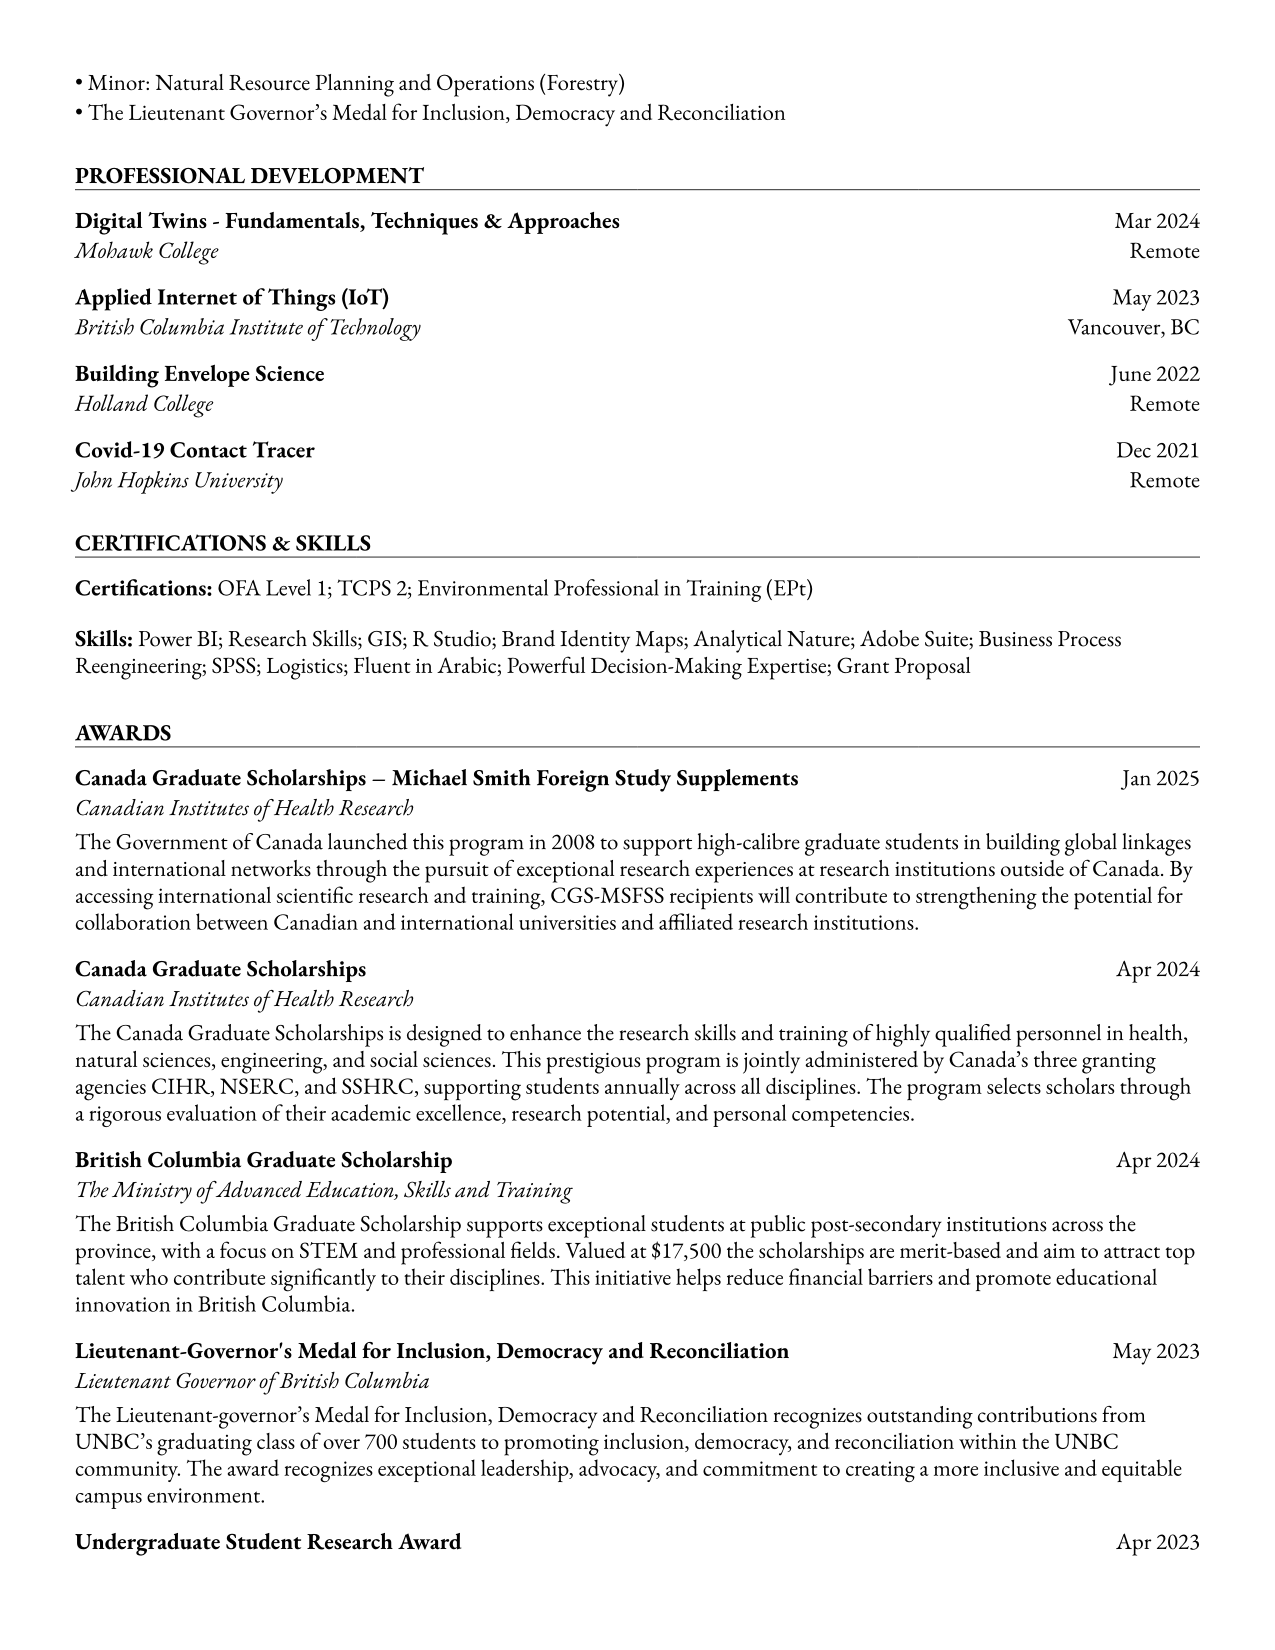 • Minor: Natural Resource Planning and Operations (Forestry)
• The Lieutenant Governor’s Medal for Inclusion, Democracy and Reconciliation
PROFESSIONAL DEVELOPMENT
Digital Twins - Fundamentals, Techniques & Approaches Mar 2024
Mohawk College Remote
Applied Internet of Things (IoT) May 2023
British Columbia Institute of Technology Vancouver, BC
Building Envelope Science June 2022
Holland College Remote
Covid-19 Contact Tracer Dec 2021
John Hopkins University Remote
CERTIFICATIONS & SKILLS
Certifications: OFA Level 1; TCPS 2; Environmental Professional in Training (EPt)
Skills: Power BI; Research Skills; GIS; R Studio; Brand Identity Maps; Analytical Nature; Adobe Suite; Business Process
Reengineering; SPSS; Logistics; Fluent in Arabic; Powerful Decision-Making Expertise; Grant Proposal
AWARDS
Canada Graduate Scholarships – Michael Smith Foreign Study Supplements Jan 2025
Canadian Institutes of Health Research
The Government of Canada launched this program in 2008 to support high-calibre graduate students in building global linkages
and international networks through the pursuit of exceptional research experiences at research institutions outside of Canada. By
accessing international scientific research and training, CGS-MSFSS recipients will contribute to strengthening the potential for
collaboration between Canadian and international universities and affiliated research institutions.
Canada Graduate Scholarships Apr 2024
Canadian Institutes of Health Research
The Canada Graduate Scholarships is designed to enhance the research skills and training of highly qualified personnel in health,
natural sciences, engineering, and social sciences. This prestigious program is jointly administered by Canada’s three granting
agencies CIHR, NSERC, and SSHRC, supporting students annually across all disciplines. The program selects scholars through
a rigorous evaluation of their academic excellence, research potential, and personal competencies.
British Columbia Graduate Scholarship Apr 2024
The Ministry of Advanced Education, Skills and Training
The British Columbia Graduate Scholarship supports exceptional students at public post-secondary institutions across the
province, with a focus on STEM and professional fields. Valued at $17,500 the scholarships are merit-based and aim to attract top
talent who contribute significantly to their disciplines. This initiative helps reduce financial barriers and promote educational
innovation in British Columbia.
Lieutenant-Governor's Medal for Inclusion, Democracy and Reconciliation May 2023
Lieutenant Governor of British Columbia
The Lieutenant-governor’s Medal for Inclusion, Democracy and Reconciliation recognizes outstanding contributions from
UNBC’s graduating class of over 700 students to promoting inclusion, democracy, and reconciliation within the UNBC
community. The award recognizes exceptional leadership, advocacy, and commitment to creating a more inclusive and equitable
campus environment.
Undergraduate Student Research Award Apr 2023